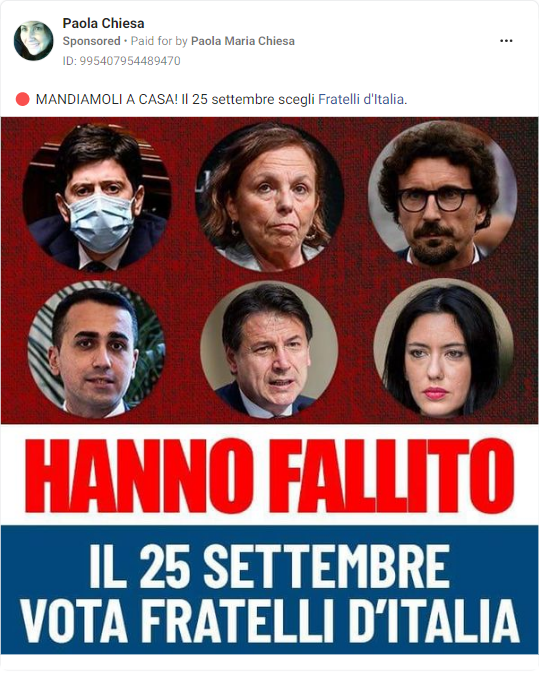 Paola Chiesa
Sponsored • Paid for by Paola Maria Chiesa
ID: 995407954489470
🔴 MANDIAMOLI A CASA! Il 25 settembre scegli Fratelli d'Italia.
HANNO FALLITO
IL 25 SETTEMBRE
VOTA FRATELLI D'ITALIA